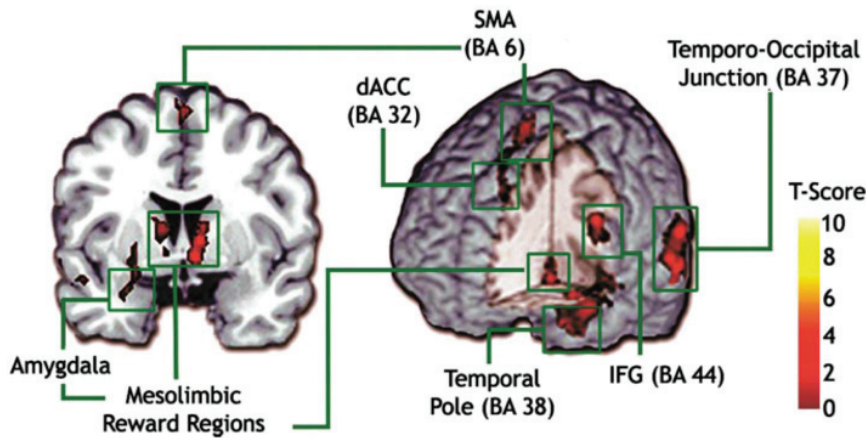 SMA
(BA 6)
Temporo-Occipital
Junction (BA 37)
dACC
(BA 32)
T-Score
10
8
6
4
2
0
Amygdala
Mesolimbic
Reward Regions
Temporal
Pole (BA 38)
IFG (BA 44)